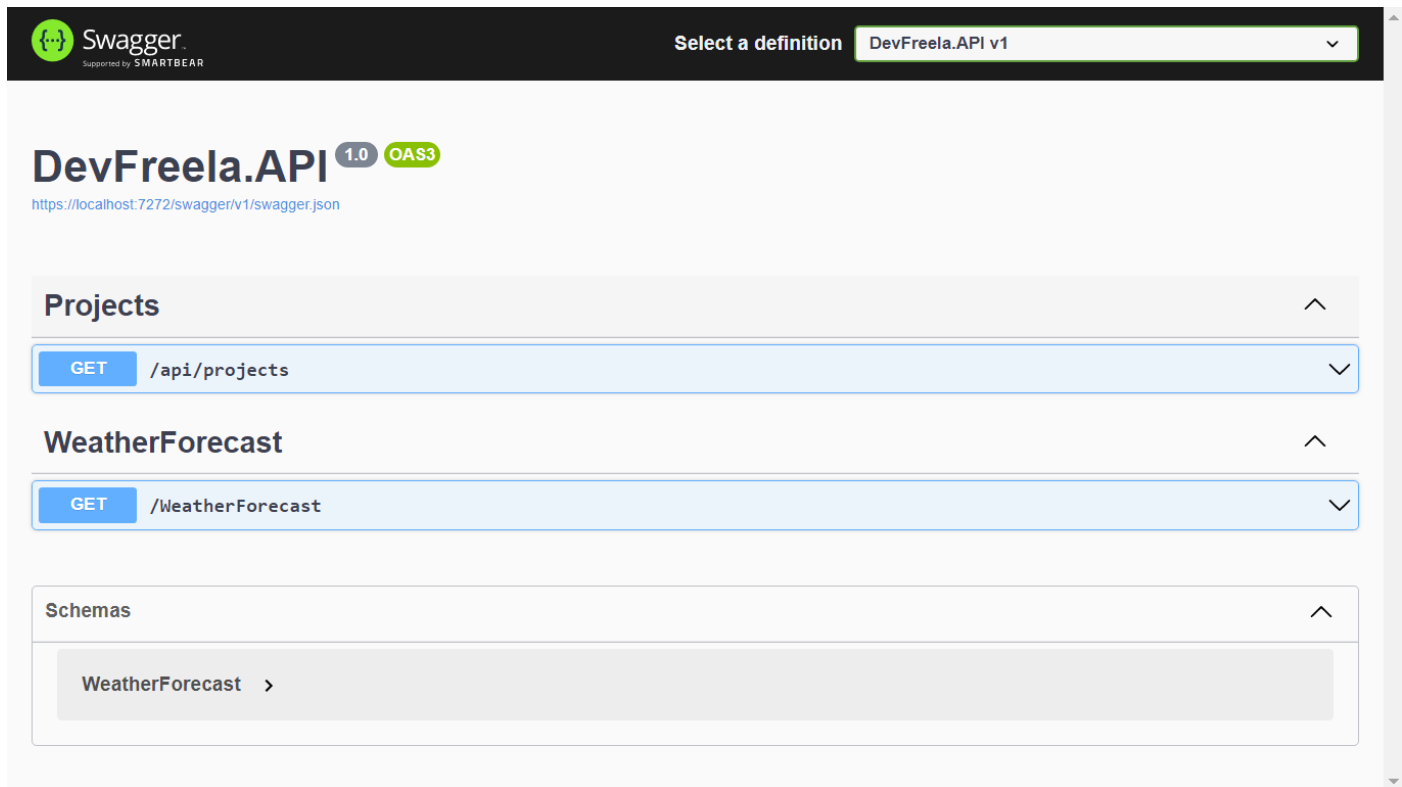 {···} Swagger.
Supported by SMARTBEAR
Select a definition DevFreela.API v1
DevFreela.API 1.0 OAS3
https://localhost:7272/swagger/v1/swagger.json
Projects
GET /api/projects
WeatherForecast
GET /WeatherForecast
Schemas
WeatherForecast